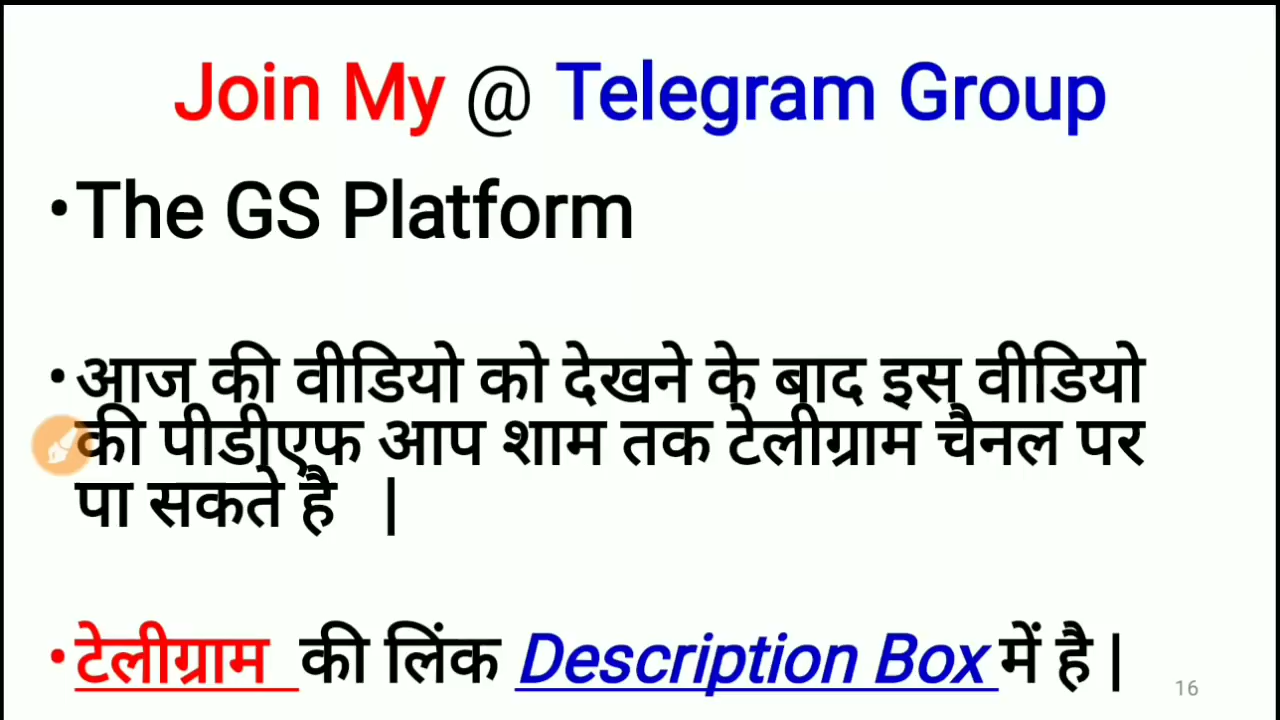 Join My @ Telegram Group
•The GS Platform
•आज की वीडियो को देखने के बाद इस वीडियो
की पीडीएफ आप शाम तक टेलीग्राम चैनल पर
पा सकते है |
•टेलीग्राम की लिंक Description Box में है |
16